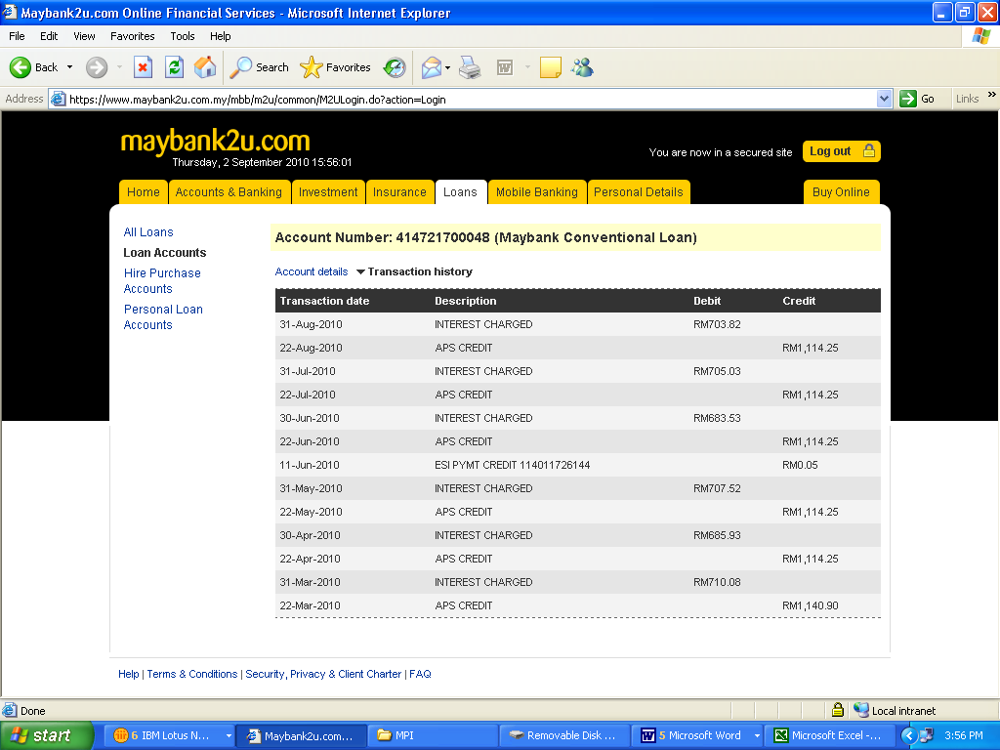 Maybank2u.com Online Financial Services - Microsoft Internet Explorer
File Edit View Favorites Tools Help
Back Search Favorites
Address https://www.maybank2u.com.my/mbb/m2u/common/M2ULogin.do?action=Login Go Links »
maybank2u.com
Thursday, 2 September 2010 15:56:01
You are now in a secured site Log out
Home Accounts & Banking Investment Insurance Loans Mobile Banking Personal Details Buy Online
All Loans
Loan Accounts
Hire Purchase
Accounts
Personal Loan
Accounts
Account Number: 414721700048 (Maybank Conventional Loan)
Account details Transaction history
Transaction date Description Debit Credit
31-Aug-2010 INTEREST CHARGED RM703.82
22-Aug-2010 APS CREDIT RM1,114.25
31-Jul-2010 INTEREST CHARGED RM705.03
22-Jul-2010 APS CREDIT RM1,114.25
30-Jun-2010 INTEREST CHARGED RM683.53
22-Jun-2010 APS CREDIT RM1,114.25
11-Jun-2010 ESI PYMT CREDIT 114011726144 RM0.05
31-May-2010 INTEREST CHARGED RM707.52
22-May-2010 APS CREDIT RM1,114.25
30-Apr-2010 INTEREST CHARGED RM685.93
22-Apr-2010 APS CREDIT RM1,114.25
31-Mar-2010 INTEREST CHARGED RM710.08
22-Mar-2010 APS CREDIT RM1,140.90
Help | Terms & Conditions | Security, Privacy & Client Charter | FAQ
Done Local intranet
start 6 IBM Lotus N... Maybank2u.com... MPI Removable Disk ... 5 Microsoft Word Microsoft Excel -... 3:56 PM